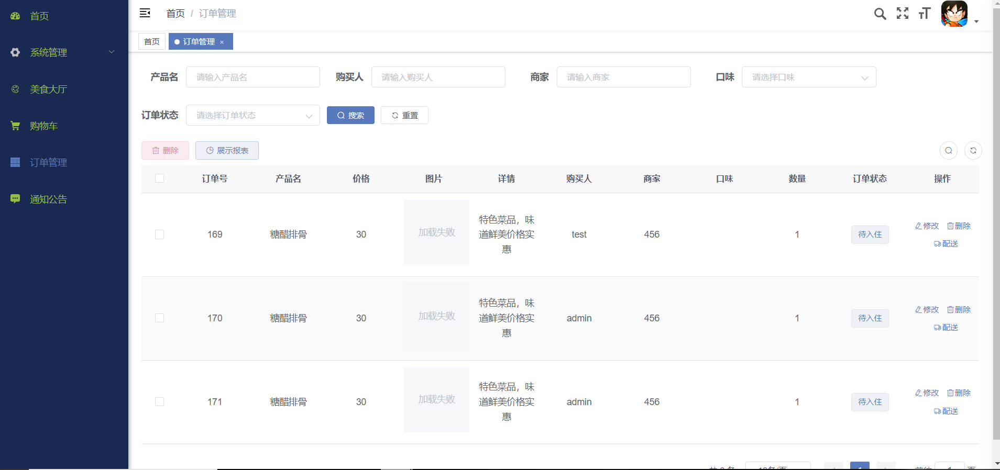 首页
系统管理
美食大厅
购物车
订单管理
通知公告
首页 / 订单管理
首页 订单管理 ×
产品名 请输入产品名 购买人 请输入购买人 商家 请输入商家 口味 请选择口味
订单状态 请选择订单状态 搜索 重置
删除 展示报表
订单号 产品名 价格 图片 详情 购买人 商家 口味 数量 订单状态 操作
169 糖醋排骨 30 加载失败 特色菜品，味
道鲜美价格实
惠 test 456 1 待入住 修改 删除
配送
170 糖醋排骨 30 加载失败 特色菜品，味
道鲜美价格实
惠 admin 456 1 待入住 修改 删除
配送
171 糖醋排骨 30 加载失败 特色菜品，味
道鲜美价格实
惠 admin 456 1 待入住 修改 删除
配送